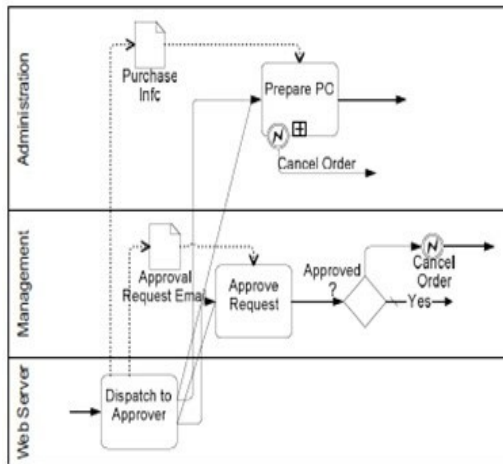 Administration
Purchase
Info
Prepare PO
Cancel Order
Management
Approval
Request Emai
Approve
Request
Approved
?
Cancel
Order
Yes
Web Server
Dispatch to
Approver